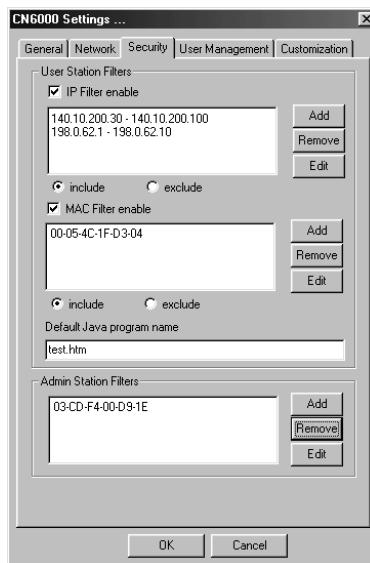 CN6000 Settings ...
General Network Security User Management Customization
User Station Filters
IP Filter enable
140.10.200.30 - 140.10.200.100
198.0.62.1 - 198.0.62.10
Add
Remove
Edit
include exclude
MAC Filter enable
00-05-4C-1F-D3-04
Add
Remove
Edit
include exclude
Default Java program name
test.htm
Admin Station Filters
03-CD-F4-00-D9-1E
Add
Remove
Edit
OK Cancel